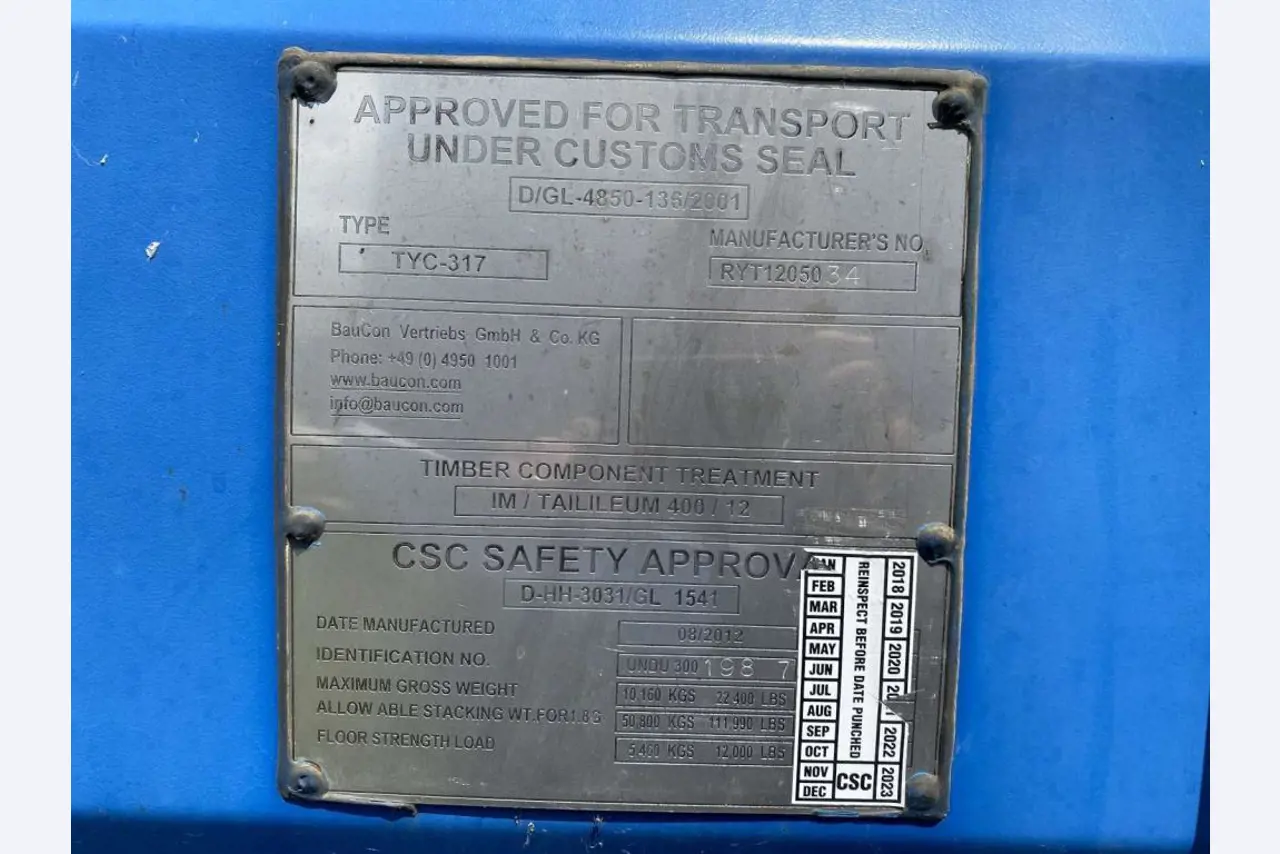 APPROVED FOR TRANSPORT
UNDER CUSTOMS SEAL
D/GL-4850-136/2001
TYPE
TYC-317
MANUFACTURER'S NO.
RYT1205034
BauCon Vertriebs GmbH & Co. KG
Phone: +49 (0) 4950 1001
www.baucon.com
info@baucon.com
TIMBER COMPONENT TREATMENT
IM / TAILILEUM 400 / 12
CSC SAFETY APPROVA
D-HH-3031/GL 1541
DATE MANUFACTURED 08/2012
IDENTIFICATION NO. UNDU 300198 7
MAXIMUM GROSS WEIGHT 10,160 KGS 22,400 LBS
ALLOW ABLE STACKING WT.FOR1.8G 50,800 KGS 111,990 LBS
FLOOR STRENGTH LOAD 5,460 KGS 12,000 LBS
FEB
MAR
APR
MAY
JUN
JUL
AUG
SEP
OCT
NOV
DEC
REINSPECT BEFORE DATE PUNCHED
CSC
2018 2019 2020 2022 2023